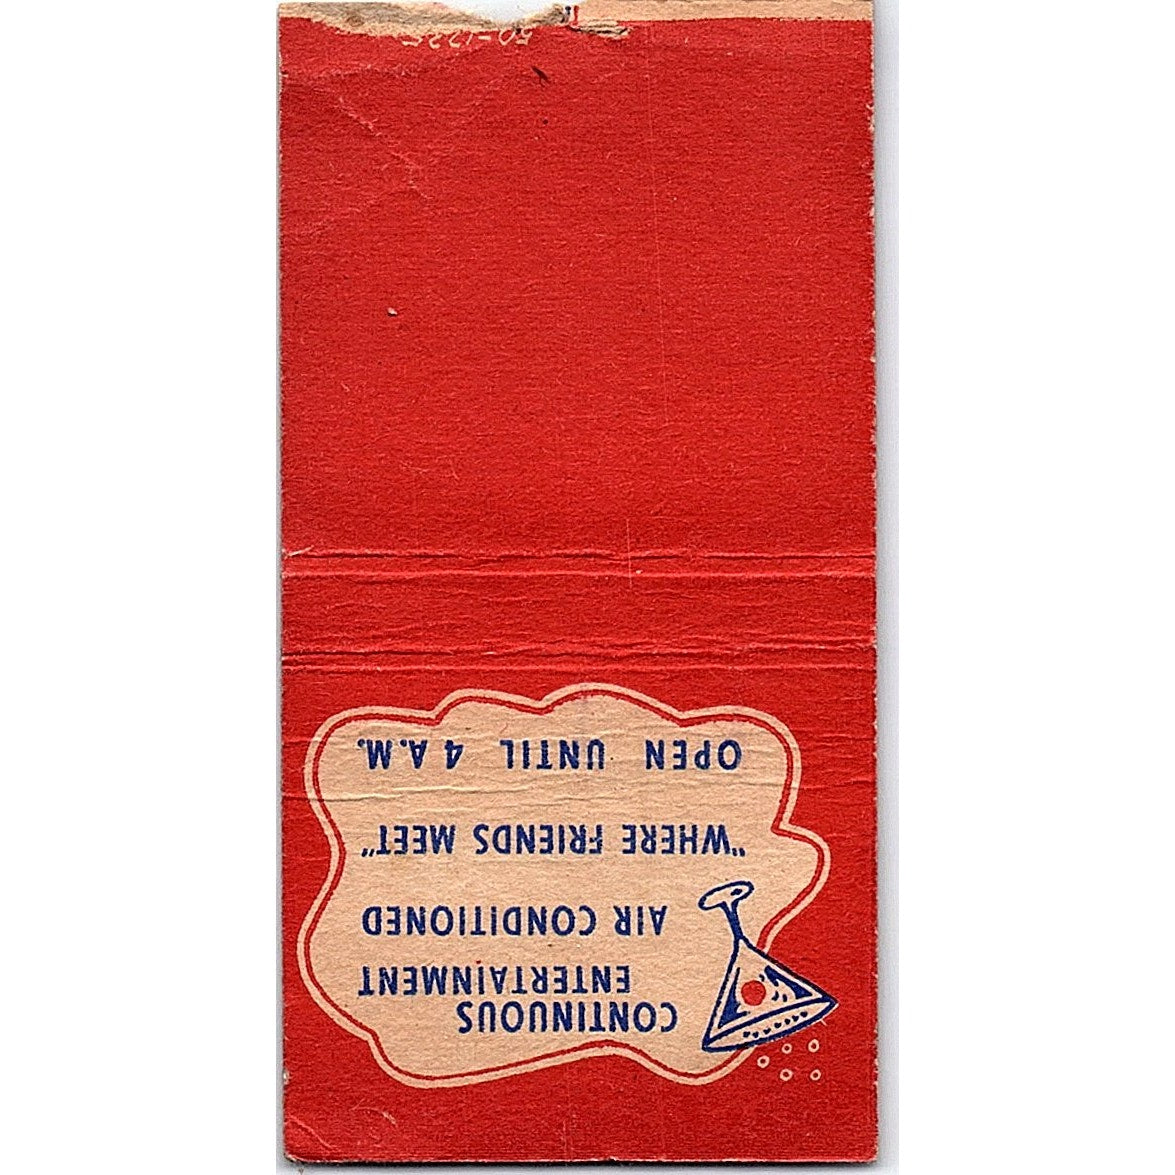 CONTINUOUS
ENTERTAINMENT
AIR CONDITIONED
"WHERE FRIENDS MEET"
OPEN UNTIL 4 A.M.